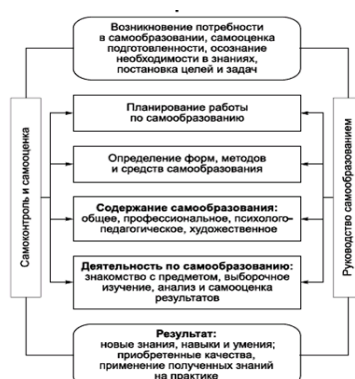 Возникновение потребности
в самообразовании, самооценка
подготовленности, осознание
необходимости в знаниях,
постановка целей и задач
Самоконтроль и самооценка
Планирование работы
по самообразованию
Определение форм, методов
и средств самообразования
Содержание самообразования:
общее, профессиональное, психолого-
педагогическое, художественное
Деятельность по самообразованию:
знакомство с предметом, выборочное
изучение, анализ и самооценка
результатов
Руководство самообразованием
Результат:
новые знания, навыки и умения;
приобретенные качества,
применение полученных знаний
на практике